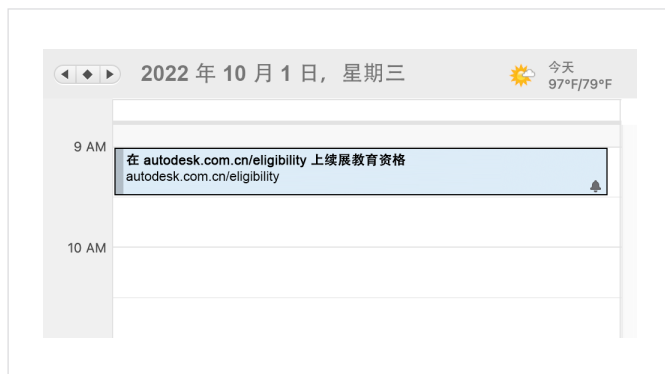 2022 年 10 月 1 日，星期三
今天
97°F/79°F
9 AM
在 autodesk.com.cn/eligibility 上续展教育资格
autodesk.com.cn/eligibility
10 AM